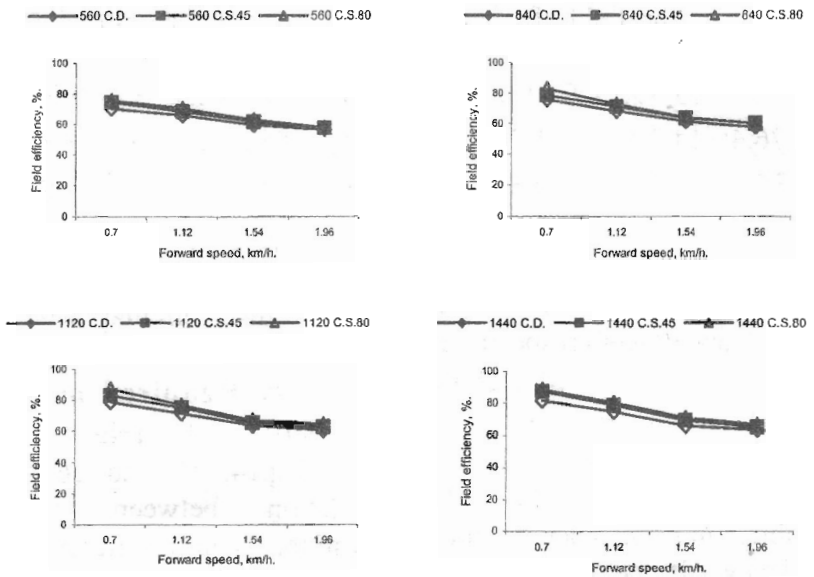 560 C.D. 560 C.S.45 560 C.S.80
100
80
60
40
20
0
Field efficiency, %.
0.7 1.12 1.54 1.96
Forward speed, km/h.
840 C.D. 840 C.S.45 840 C.S.80
100
80
60
40
20
0
Field efficiency, %.
0.7 1.12 1.54 1.96
Forward speed, km/h.
1120 C.D. 1120 C.S.45 1120 C.S.80
100
80
60
40
20
0
Field efficiency, %.
0.7 1.12 1.54 1.96
Forward speed, km/h.
1440 C.D. 1440 C.S.45 1440 C.S.80
100
80
60
40
20
0
Field efficiency, %.
0.7 1.12 1.54 1.96
Forward speed, km/h.